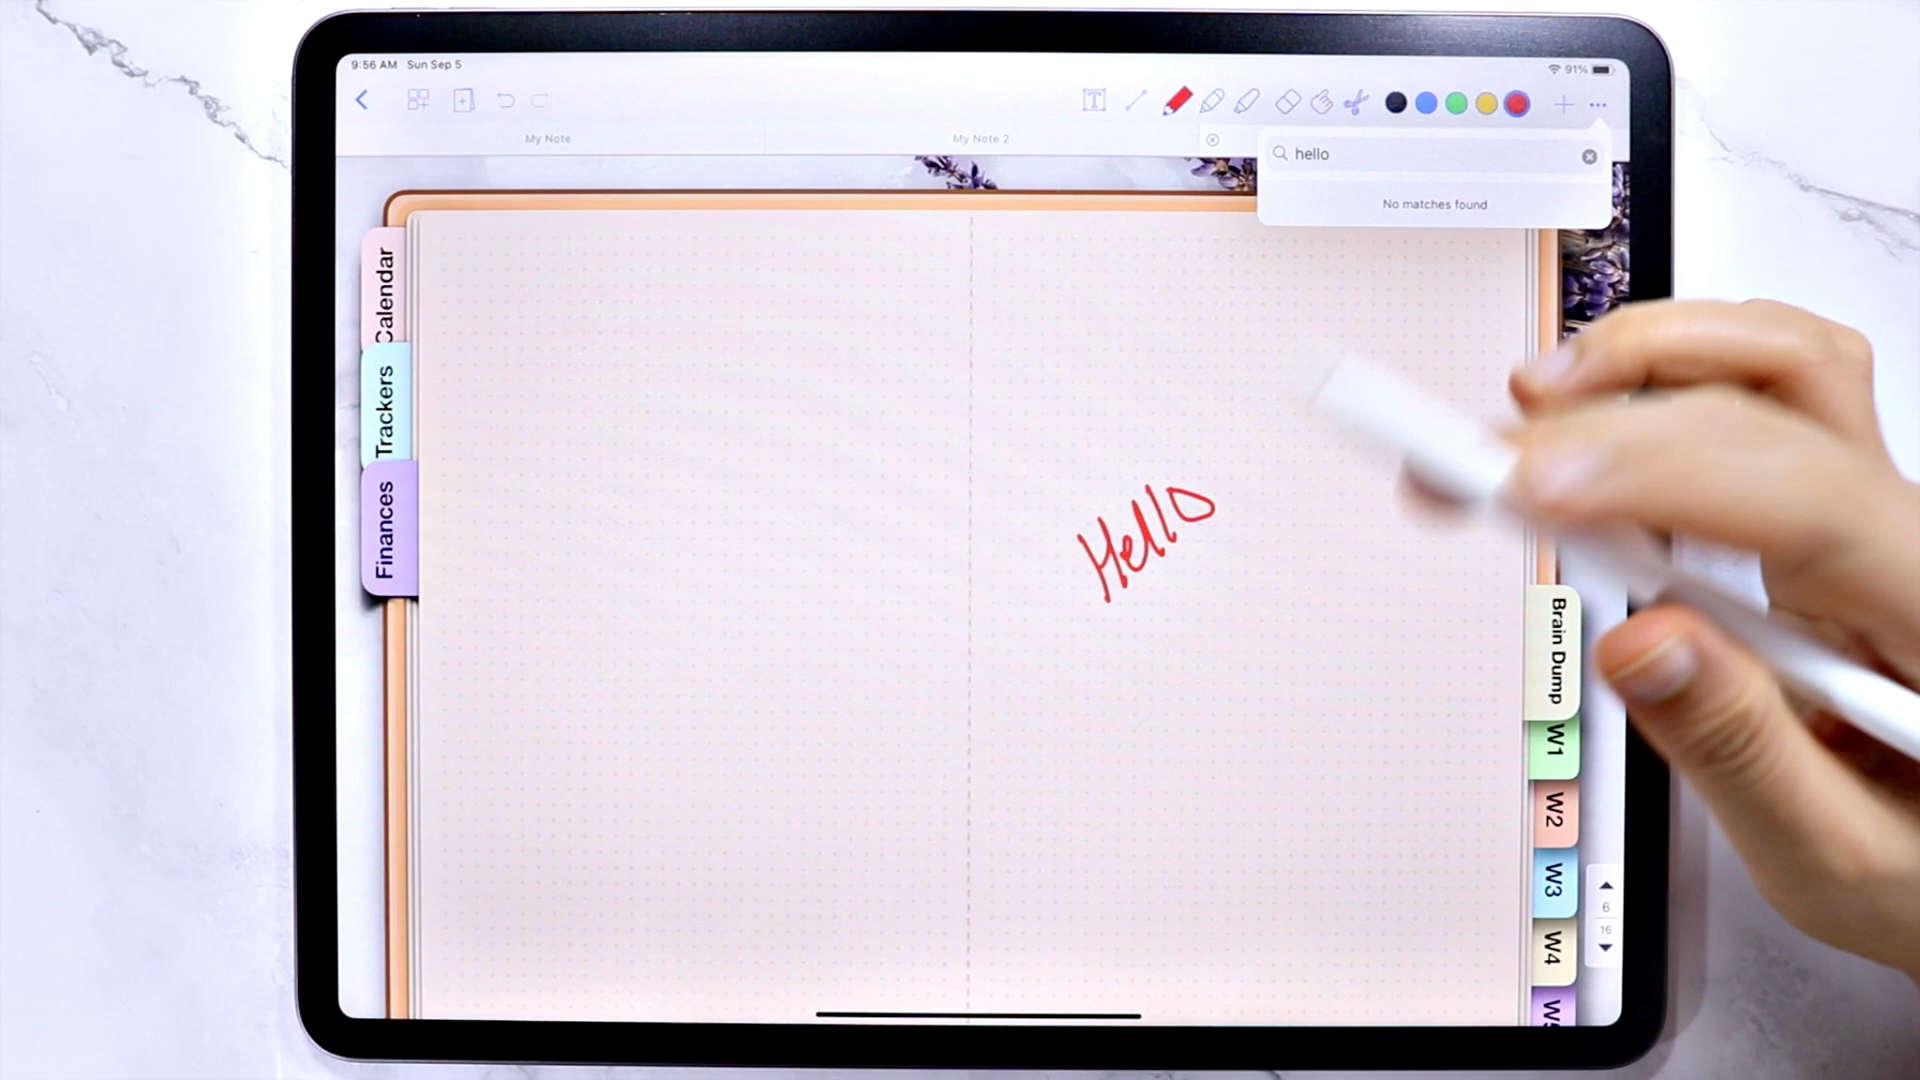 9:56 AM Sun Sep 5
91%
My Note
My Note 2
hello
No matches found
Calendar
Trackers
Finances
Hello
Brain Dump
W1
W2
W3
W4
W5
6
16